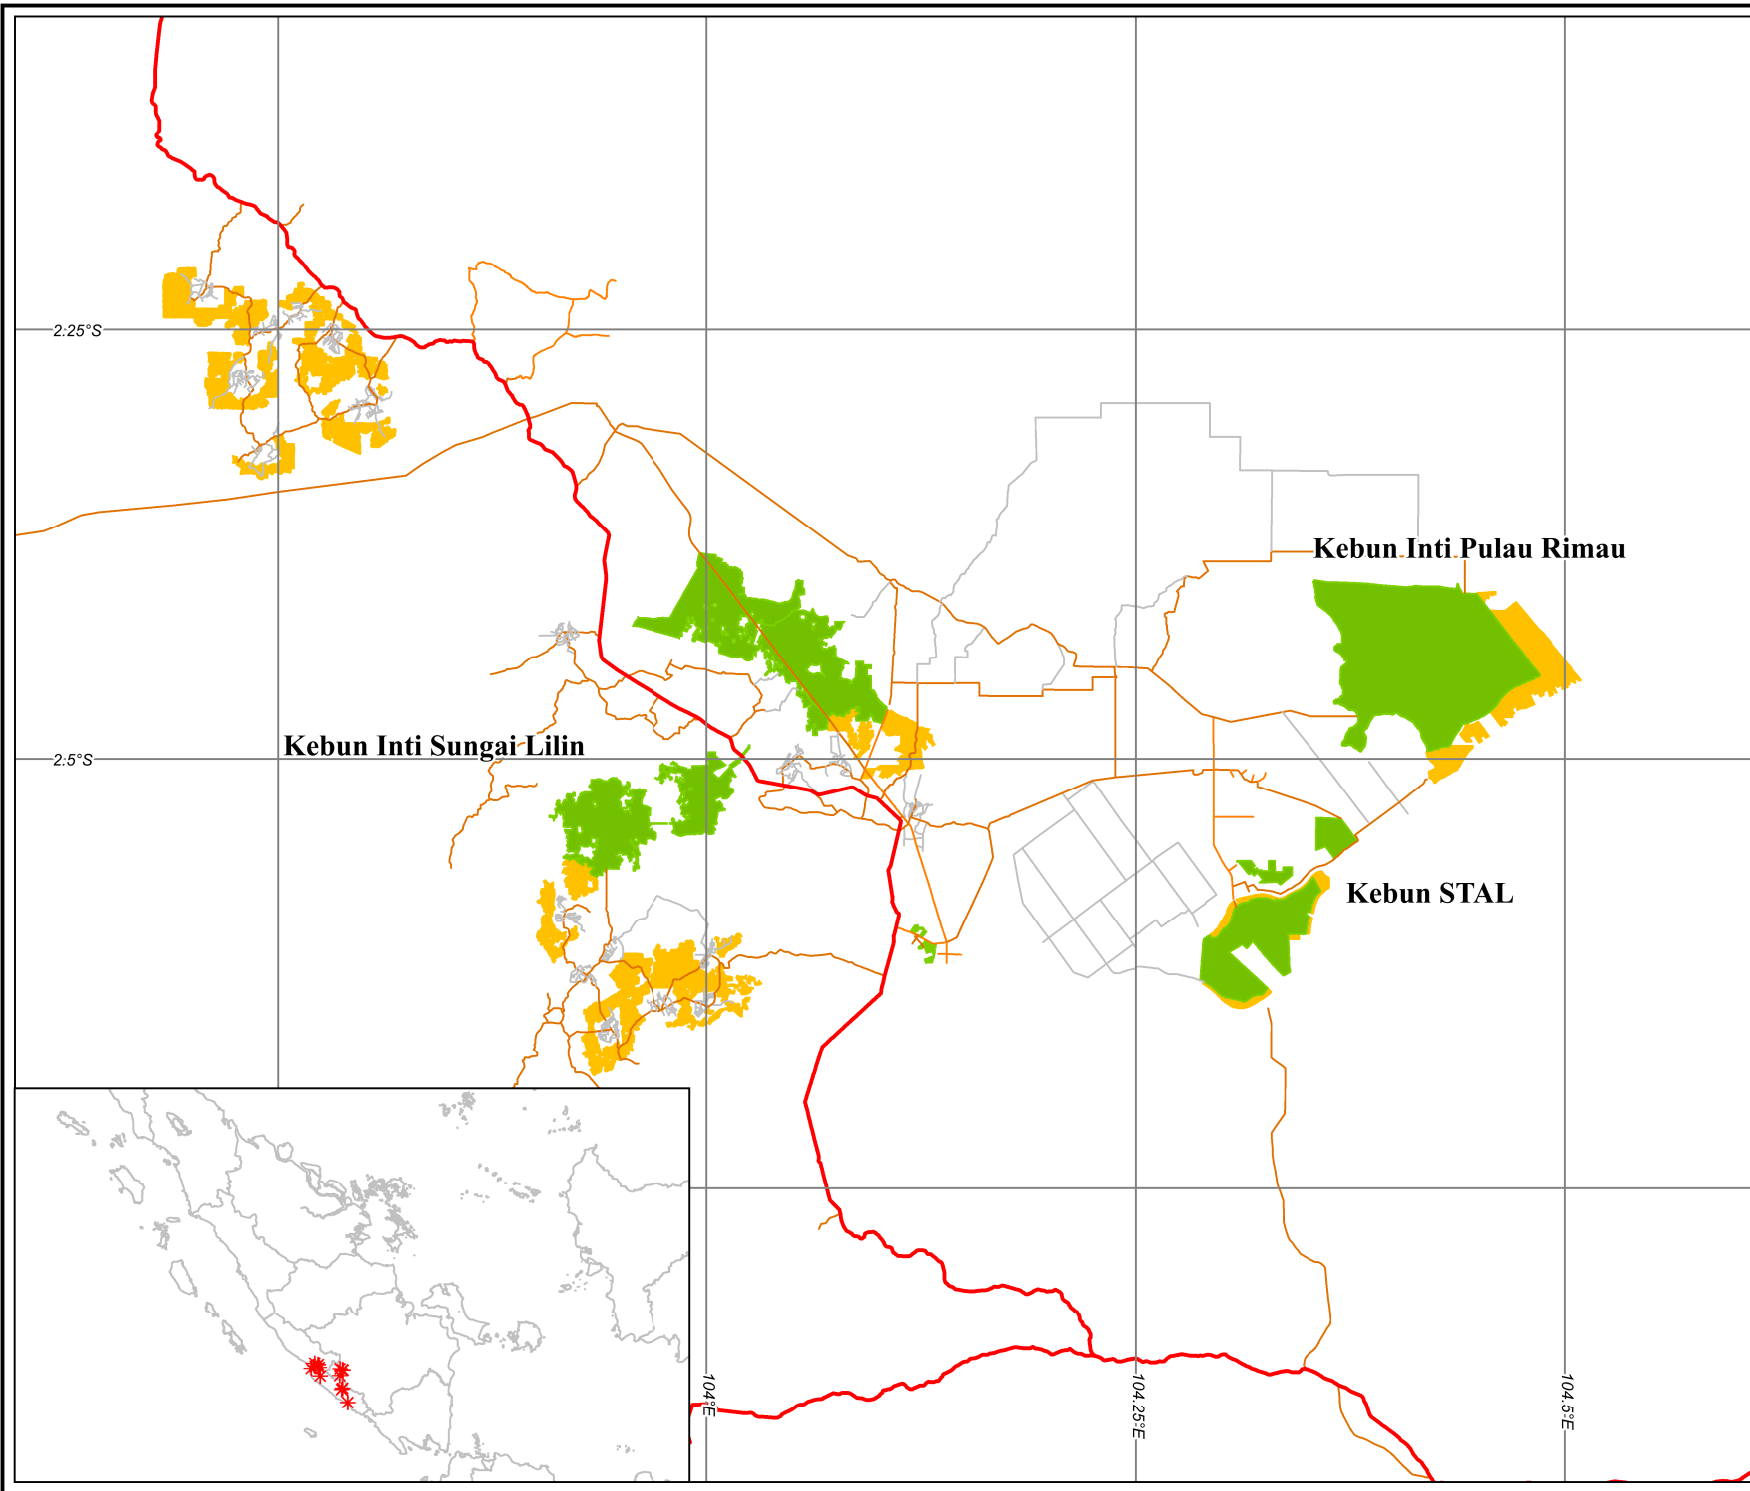 2.25°S
Kebun Inti Pulau Rimau
Kebun Inti Sungai Lilin
2.5°S
Kebun STAL
104°E
104.25°E
104.5°E